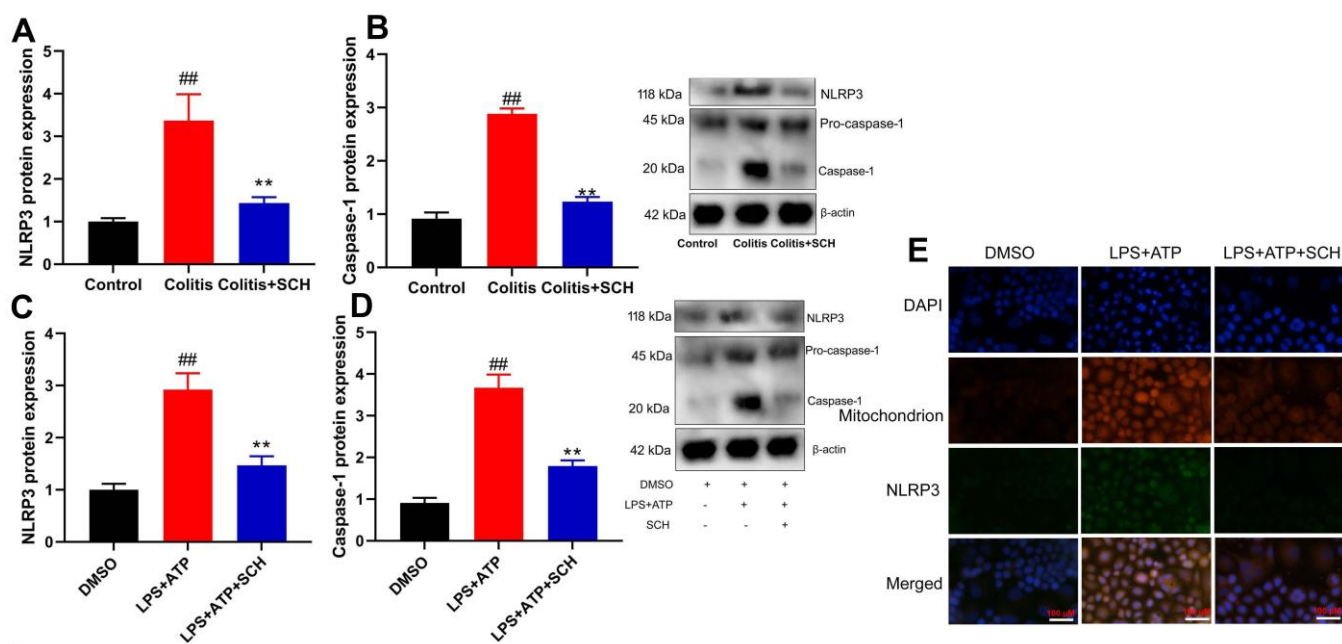 A
NLRP3 protein expression
5
4
3
2
1
0
##
**
Control
Colitis
Colitis+SCH
B
Caspase-1 protein expression
4
3
2
1
0
##
**
Control
Colitis
Colitis+SCH
118 kDa
NLRP3
45 kDa
Pro-caspase-1
20 kDa
Caspase-1
42 kDa
β-actin
Control Colitis Colitis+SCH
C
NLRP3 protein expression
4
3
2
1
0
##
**
DMSO
LPS+ATP
LPS+ATP+SCH
D
Caspase-1 protein expression
5
4
3
2
1
0
##
**
DMSO
LPS+ATP
LPS+ATP+SCH
118 kDa
NLRP3
45 kDa
Pro-caspase-1
20 kDa
Caspase-1
42 kDa
β-actin
DMSO + + +
LPS+ATP - + +
SCH - - +
E
DMSO LPS+ATP LPS+ATP+SCH
DAPI
Mitochondrion
NLRP3
Merged
100 μM
100 μM
100 μM